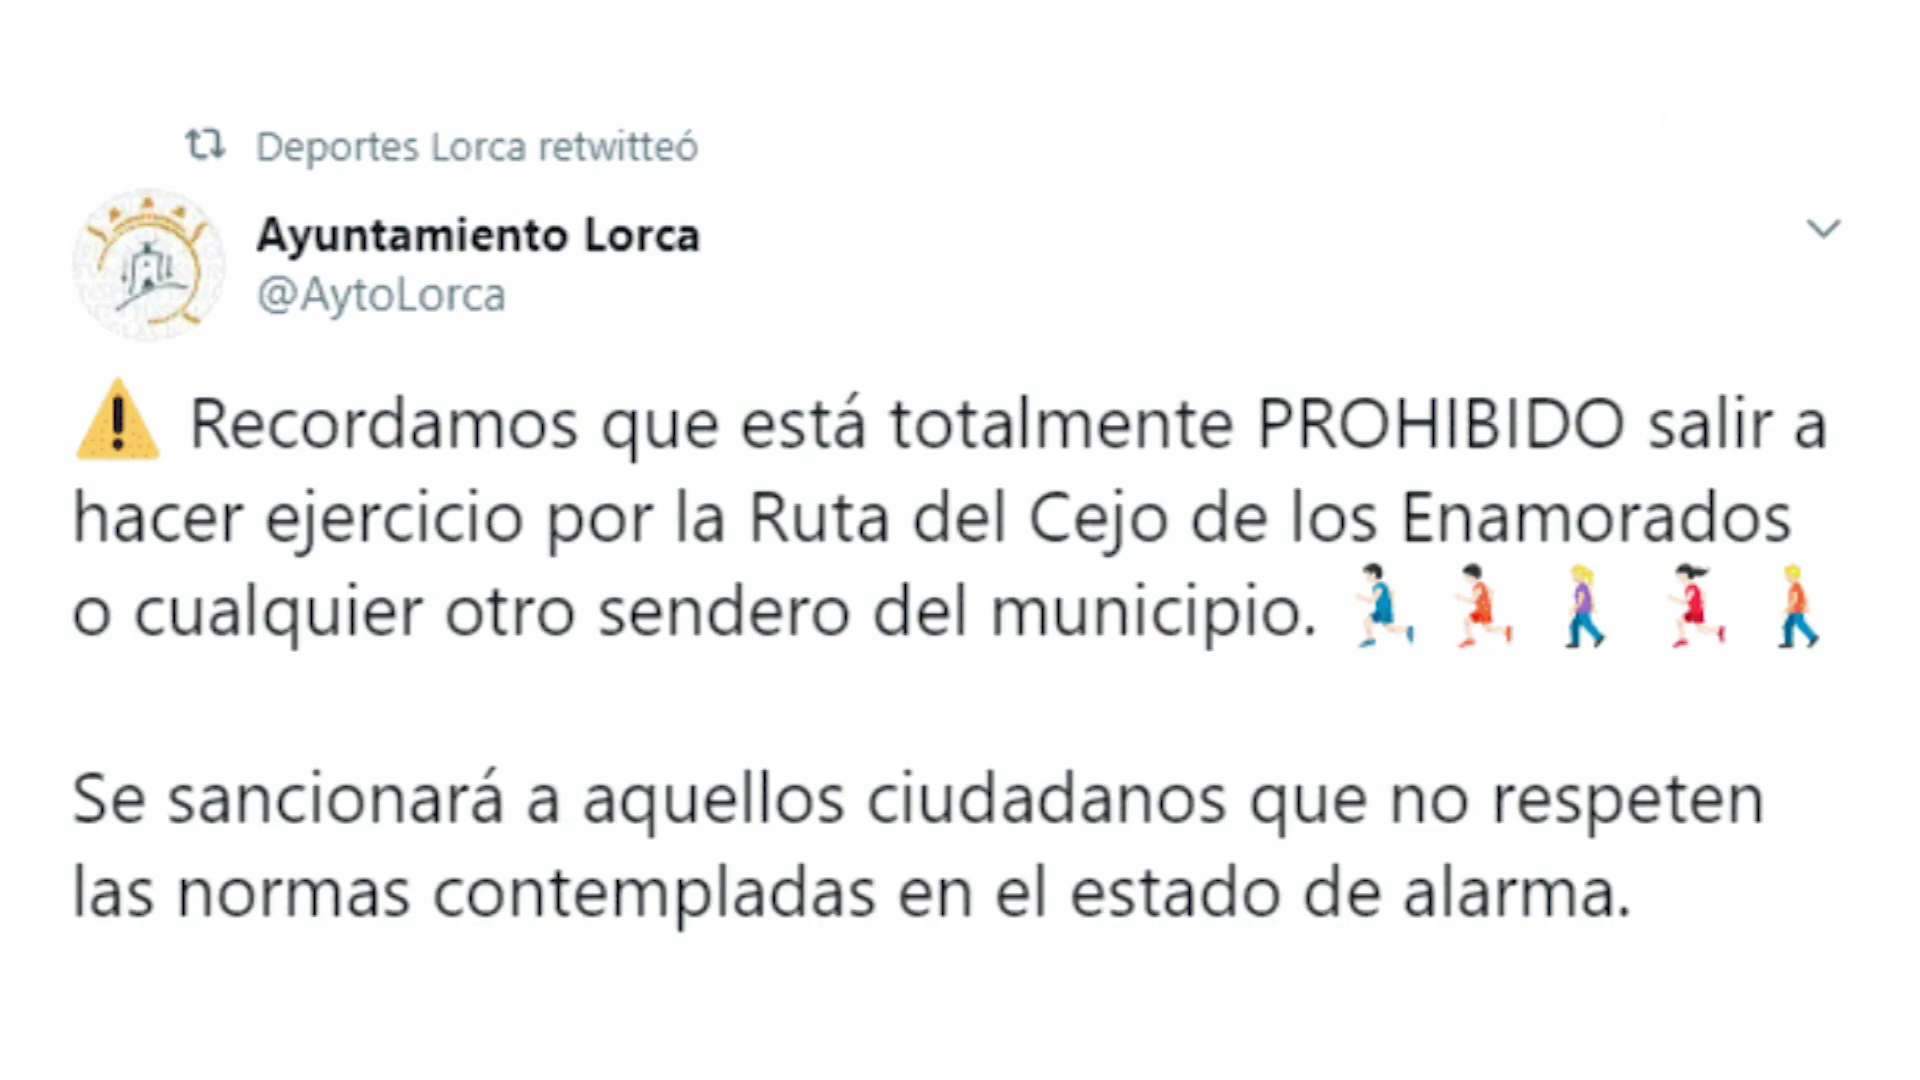 Deportes Lorca retwitteó
Ayuntamiento Lorca
@AytoLorca
⚠ Recordamos que está totalmente PROHIBIDO salir a
hacer ejercicio por la Ruta del Cejo de los Enamorados
o cualquier otro sendero del municipio.
Se sancionará a aquellos ciudadanos que no respeten
las normas contempladas en el estado de alarma.